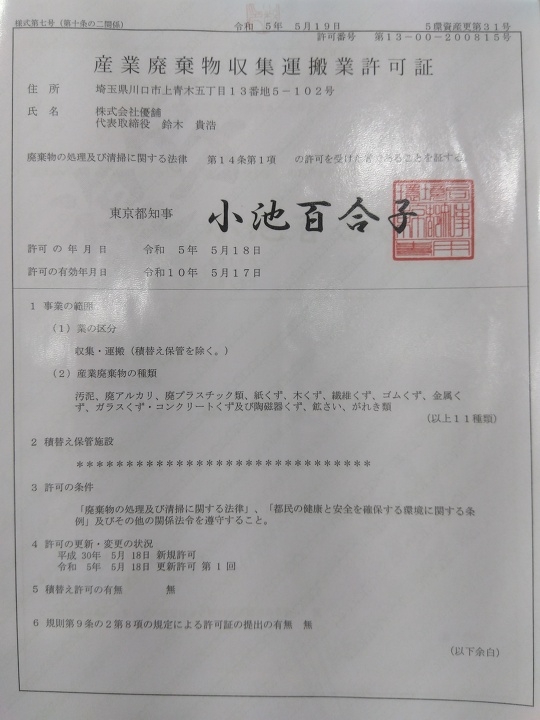 様式第七号(第十条の二関係)
令和 5年 5月19日
5環資産更第31号
許可番号 第13-00-200815号
産業廃棄物収集運搬業許可証
住所 埼玉県川口市上青木五丁目13番地5-102号
氏名 株式会社優舗
代表取締役 鈴木 貴浩
廃棄物の処理及び清掃に関する法律 第14条第1項 の許可を受けた者であることを証する
東京都知事 小池百合子
許可の年月日 令和 5年 5月18日
許可の有効年月日 令和10年 5月17日
1 事業の範囲
(1)業の区分
収集・運搬(積替え保管を除く。)
(2)産業廃棄物の種類
汚泥、廃アルカリ、廃プラスチック類、紙くず、木くず、繊維くず、ゴムくず、金属く
ず、ガラスくず・コンクリートくず及び陶磁器くず、鉱さい、がれき類
(以上11種類)
2 積替え保管施設
******************************
3 許可の条件
「廃棄物の処理及び清掃に関する法律」、「都民の健康と安全を確保する環境に関する条
例」及びその他の関係法令を遵守すること。
4 許可の更新・変更の状況
平成 30年 5月 18日 新規許可
令和 5年 5月 18日 更新許可 第 1 回
5 積替え許可の有無 無
6 規則第9条の2第8項の規定による許可証の提出の有無 無
(以下余白)